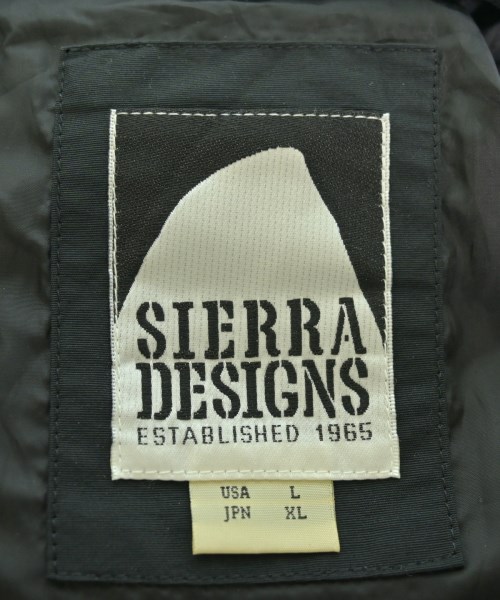 SIERRA
DESIGNS
ESTABLISHED 1965
USA L
JPN XL